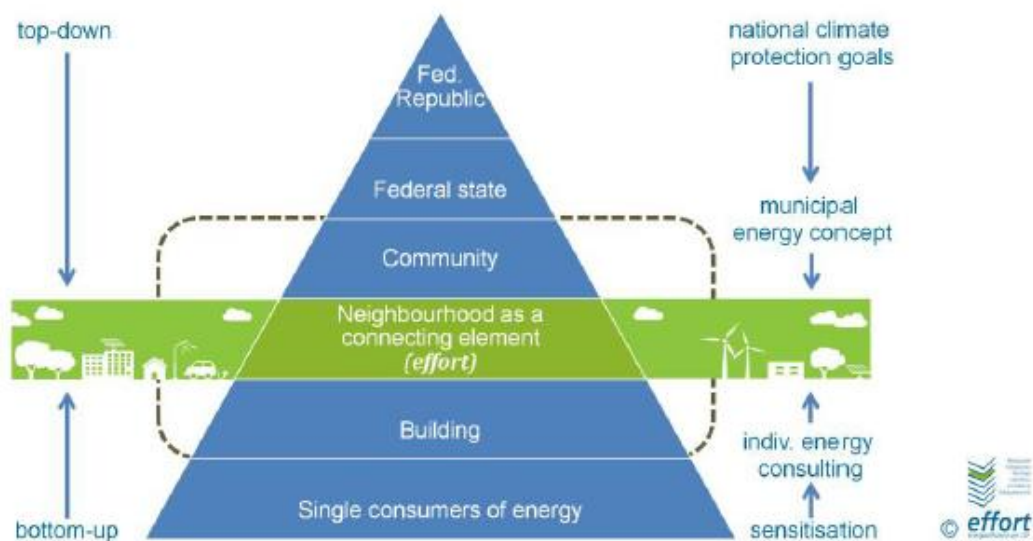 top-down
national climate
protection goals
Fed.
Republic
Federal state
municipal
energy concept
Community
Neighbourhood as a
connecting element
(effort)
Building
indiv. energy
consulting
Single consumers of energy
bottom-up
sensitisation
© effort